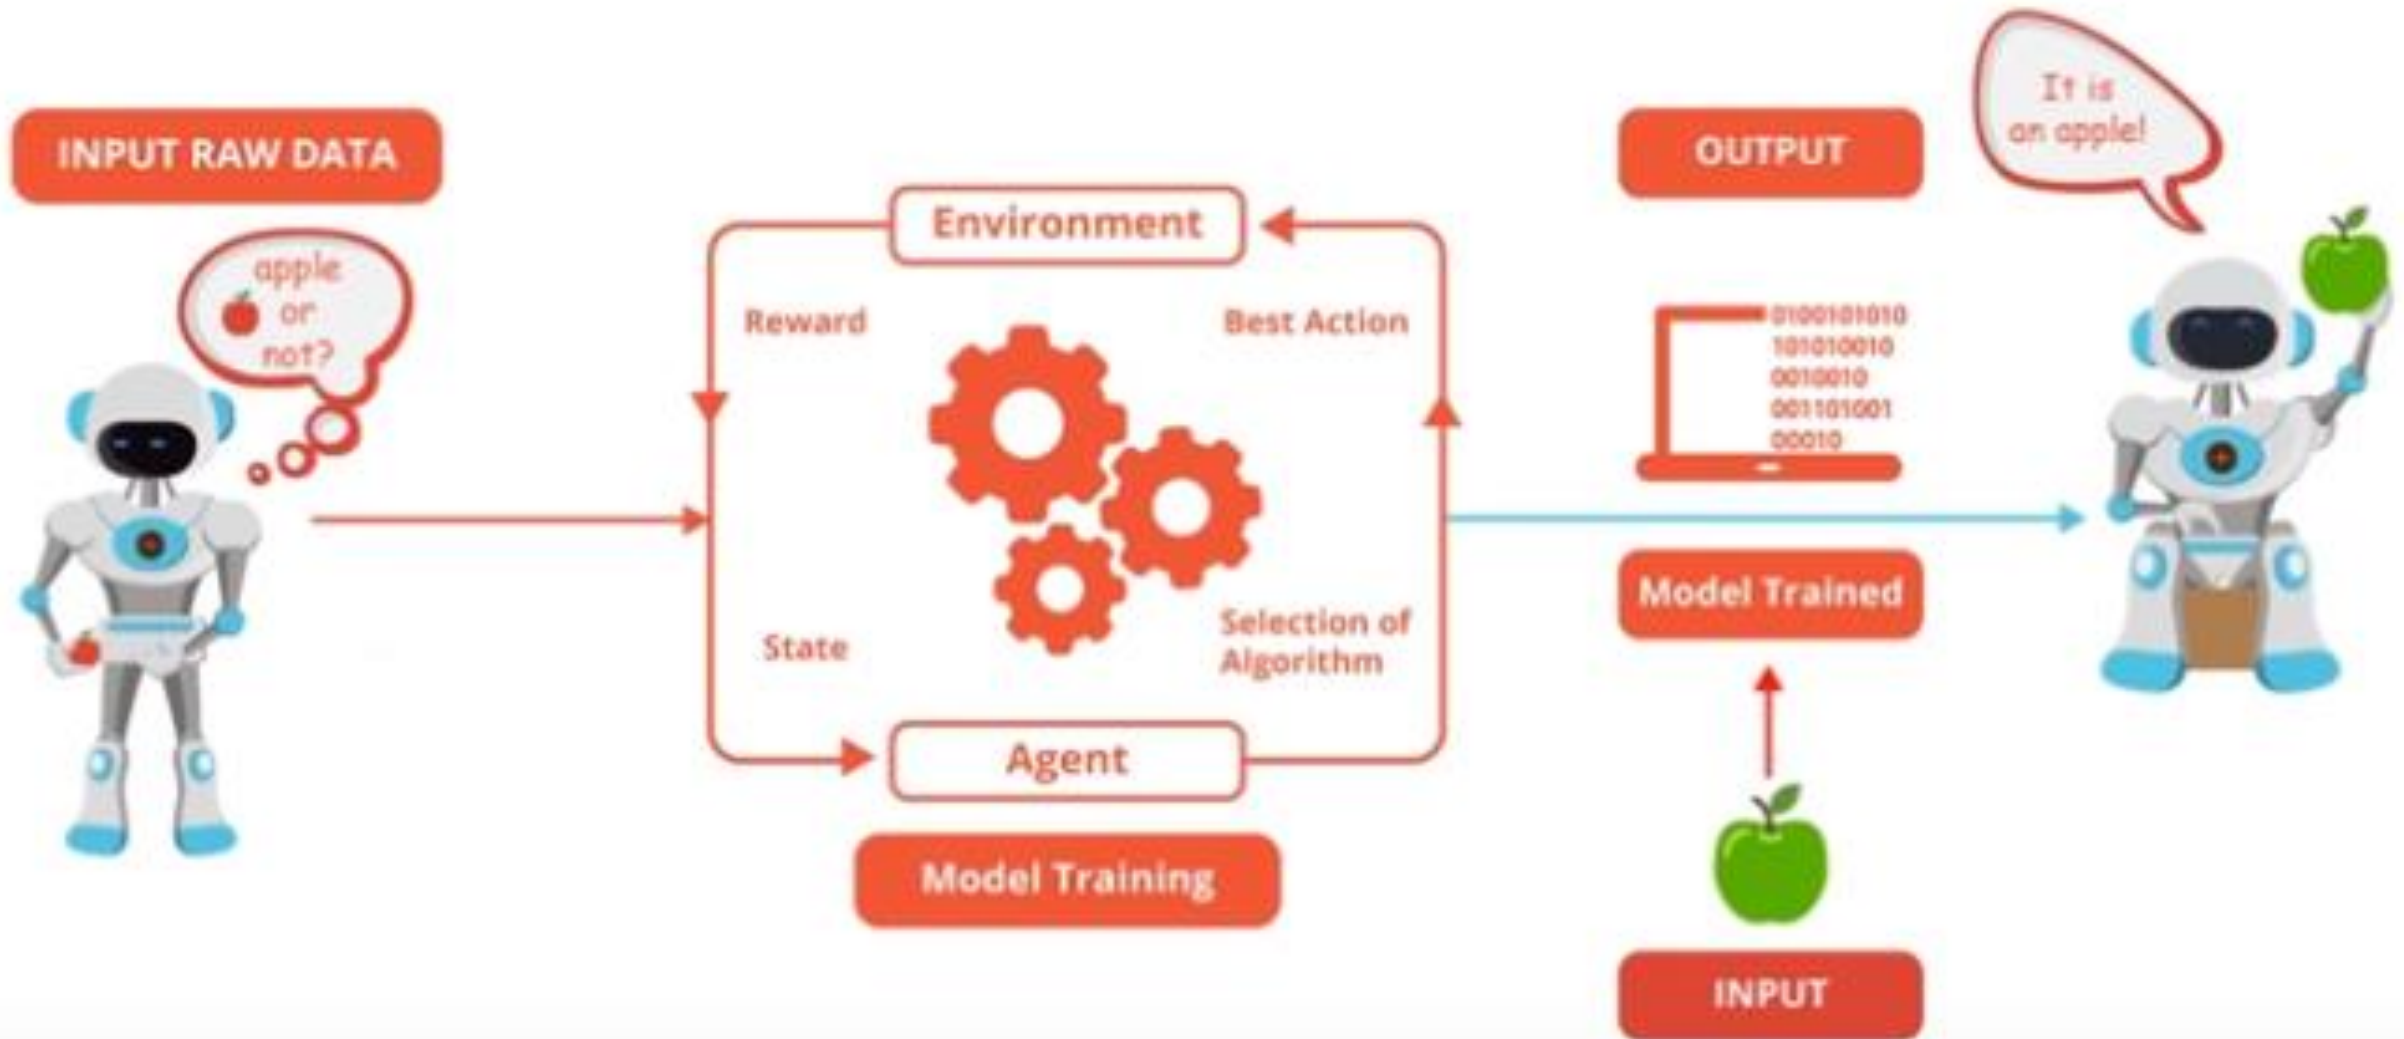 INPUT RAW DATA
apple
or
not?
Environment
Reward
Best Action
State
Selection of
Algorithm
Agent
Model Training
OUTPUT
0100101010
101010010
0010010
001101001
00010
Model Trained
INPUT
It is
an apple!